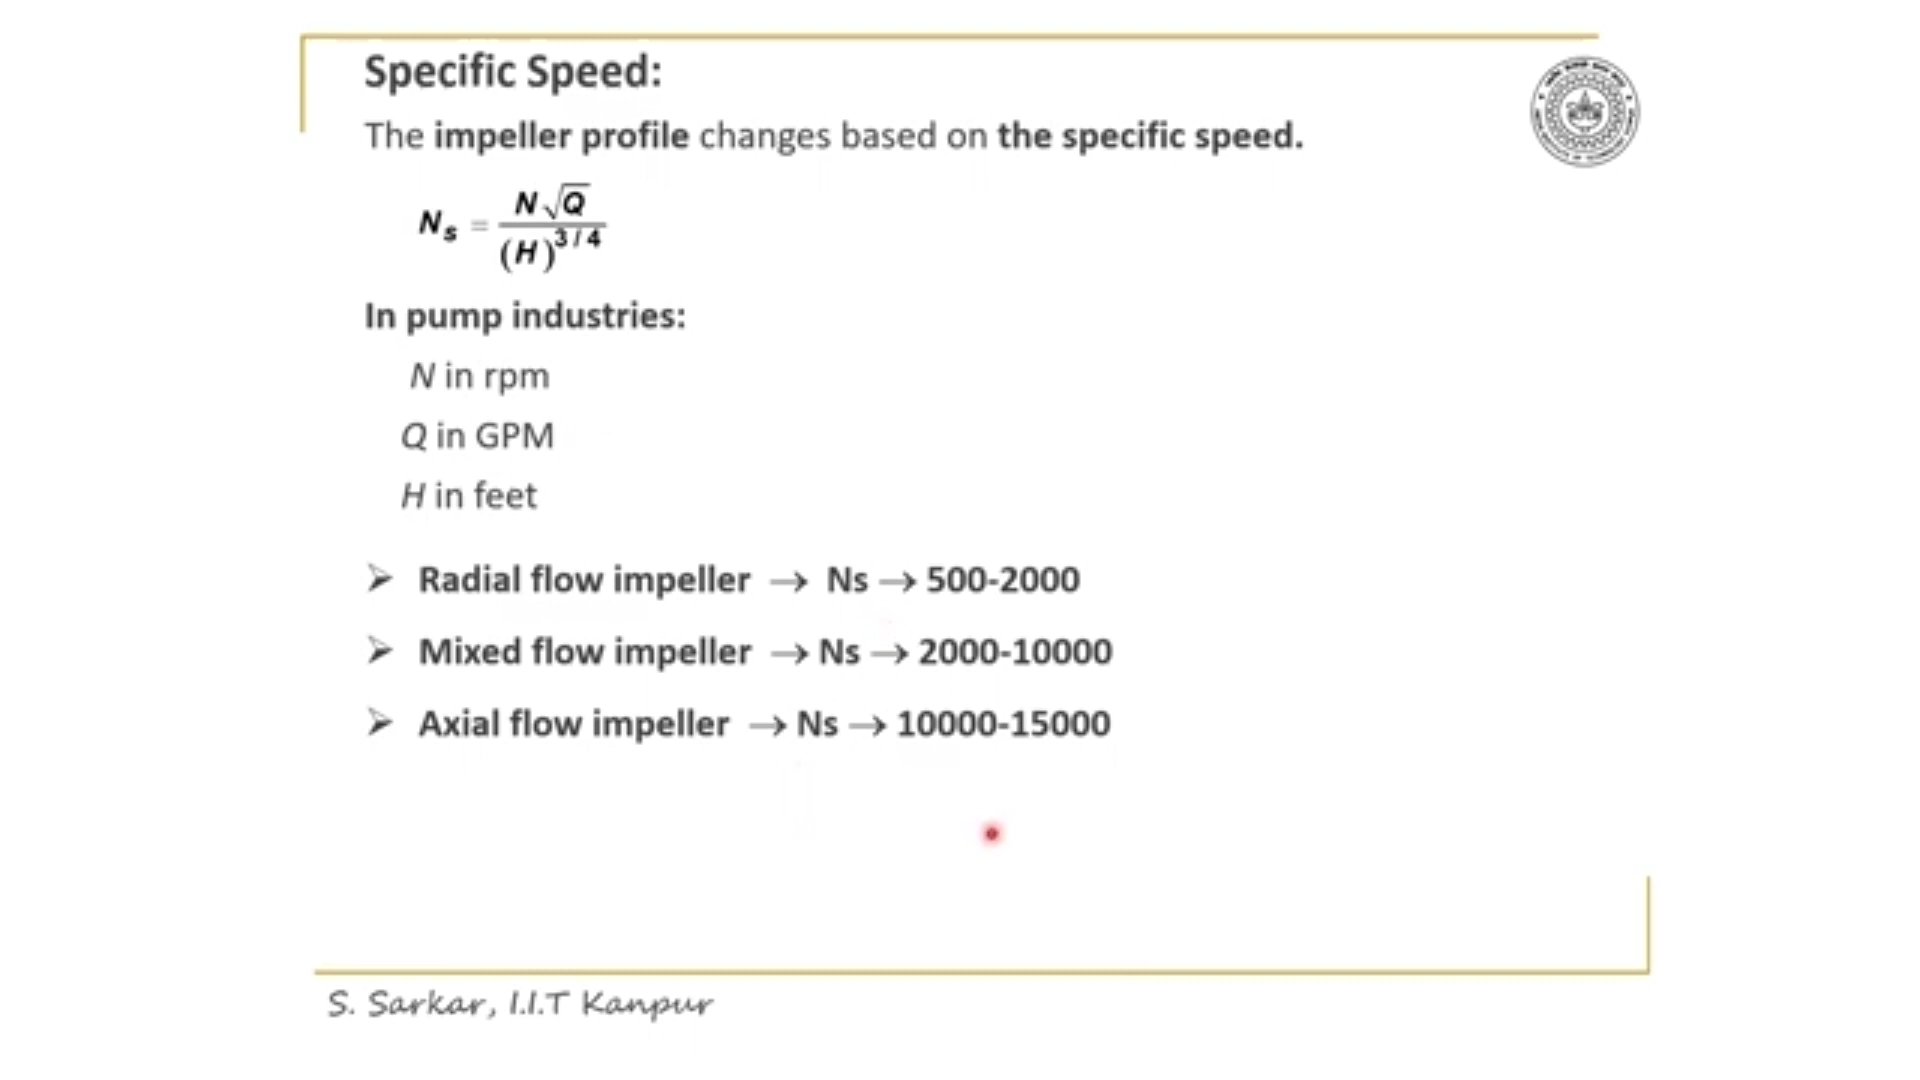 Specific Speed:
The impeller profile changes based on the specific speed.
N_s = N√Q / (H)^3/4
In pump industries:
N in rpm
Q in GPM
H in feet
➢ Radial flow impeller → Ns → 500-2000
➢ Mixed flow impeller → Ns → 2000-10000
➢ Axial flow impeller → Ns → 10000-15000
S. Sarkar, I.I.T Kanpur